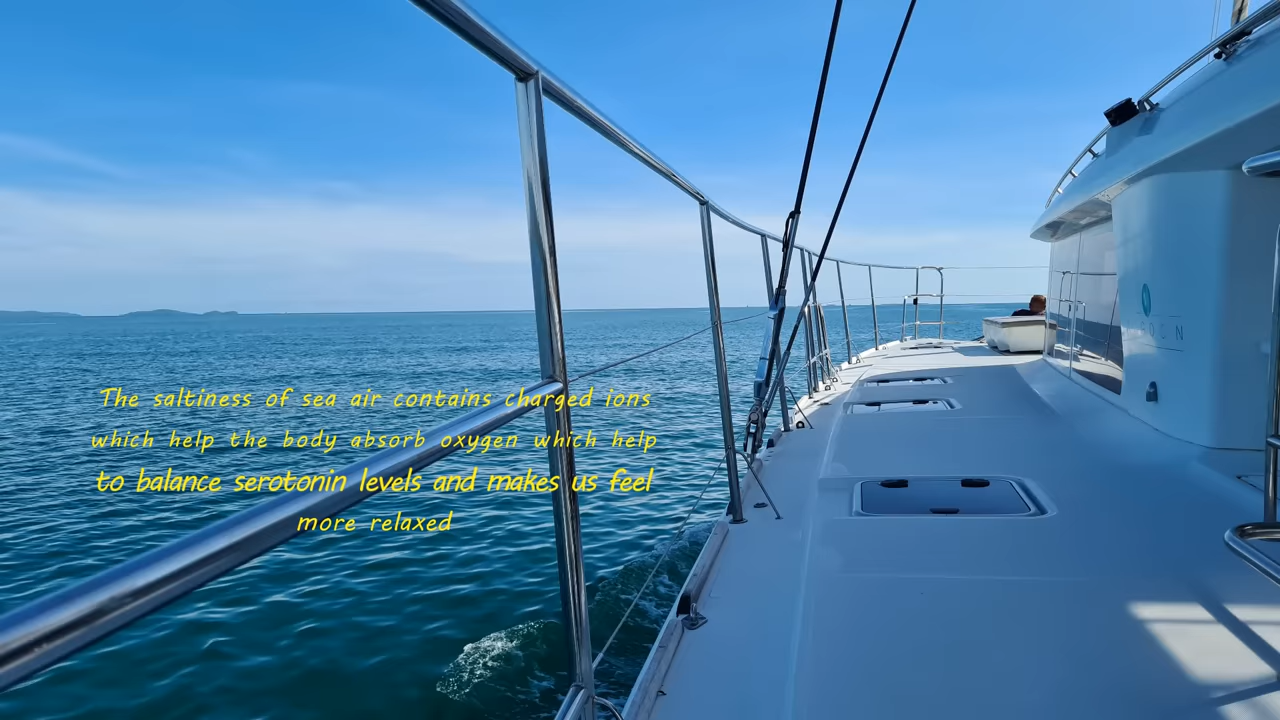 The saltiness of sea air contains charged ions
which help the body absorb oxygen which help
to balance serotonin levels and makes us feel
more relaxed